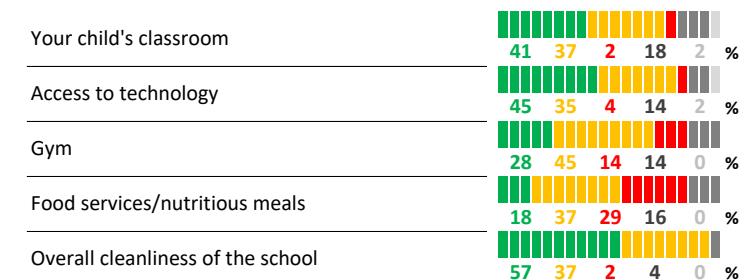 Your child's classroom
41 37 2 18 2 %
Access to technology
45 35 4 14 2 %
Gym
28 45 14 14 0 %
Food services/nutritious meals
18 37 29 16 0 %
Overall cleanliness of the school
57 37 2 4 0 %